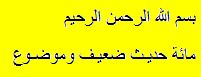 بسم الله الرحمن الرحيم
مائة حديث ضعيف وموضوع